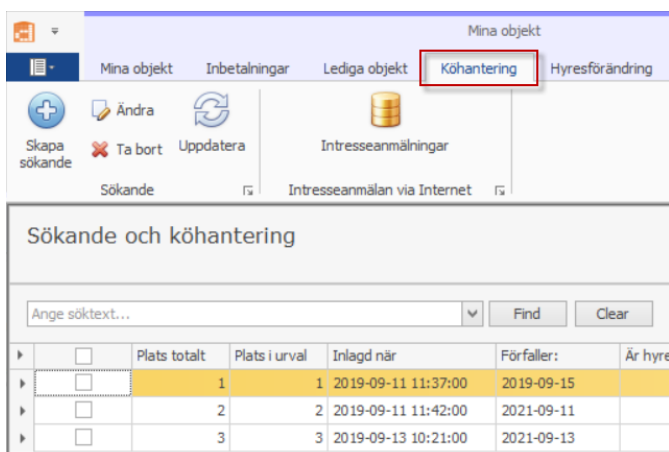 Mina objekt
Mina objekt Inbetalningar Lediga objekt Köhantering Hyresförändring
Skapa sökande Ändra Ta bort Uppdatera Intresseanmälningar
Sökande Intresseanmälan via Internet
Sökande och köhantering
Ange söktext... Find Clear
Plats totalt Plats i urval Inlagd när Förfaller: Är hyre
1 1 2019-09-11 11:37:00 2019-09-15
2 2 2019-09-11 11:42:00 2021-09-11
3 3 2019-09-13 10:21:00 2021-09-13